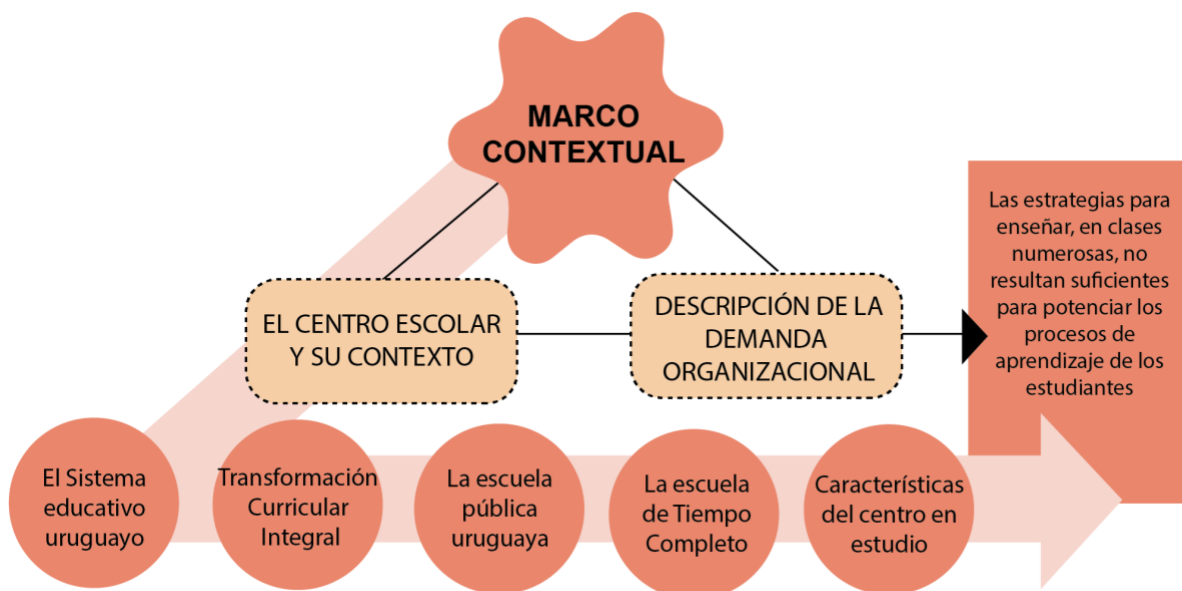 MARCO
CONTEXTUAL
EL CENTRO ESCOLAR
Y SU CONTEXTO
DESCRIPCIÓN DE LA
DEMANDA
ORGANIZACIONAL
Las estrategias para
enseñar, en clases
numerosas, no
resultan suficientes
para potenciar los
procesos de
aprendizaje de los
estudiantes
El Sistema
educativo
uruguayo
Transformación
Curricular
Integral
La escuela
pública
uruguaya
La escuela
de Tiempo
Completo
Características
del centro en
estudio